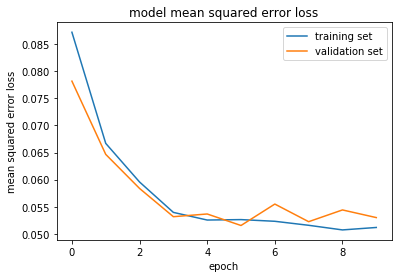 model mean squared error loss
training set
validation set
mean squared error loss
0.085
0.080
0.075
0.070
0.065
0.060
0.055
0.050
0 2 4 6 8
epoch